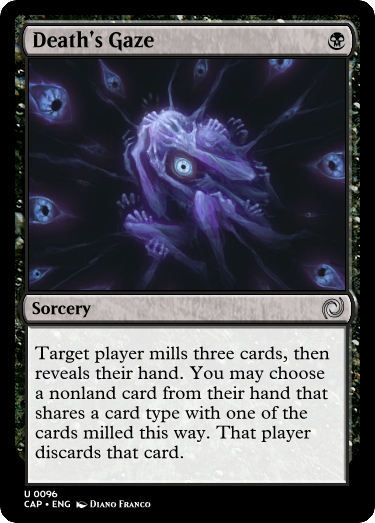 Death's Gaze
Sorcery
Target player mills three cards, then
reveals their hand. You may choose
a nonland card from their hand that
shares a card type with one of the
cards milled this way. That player
discards that card.
U 0096
CAP • ENG Diano Franco